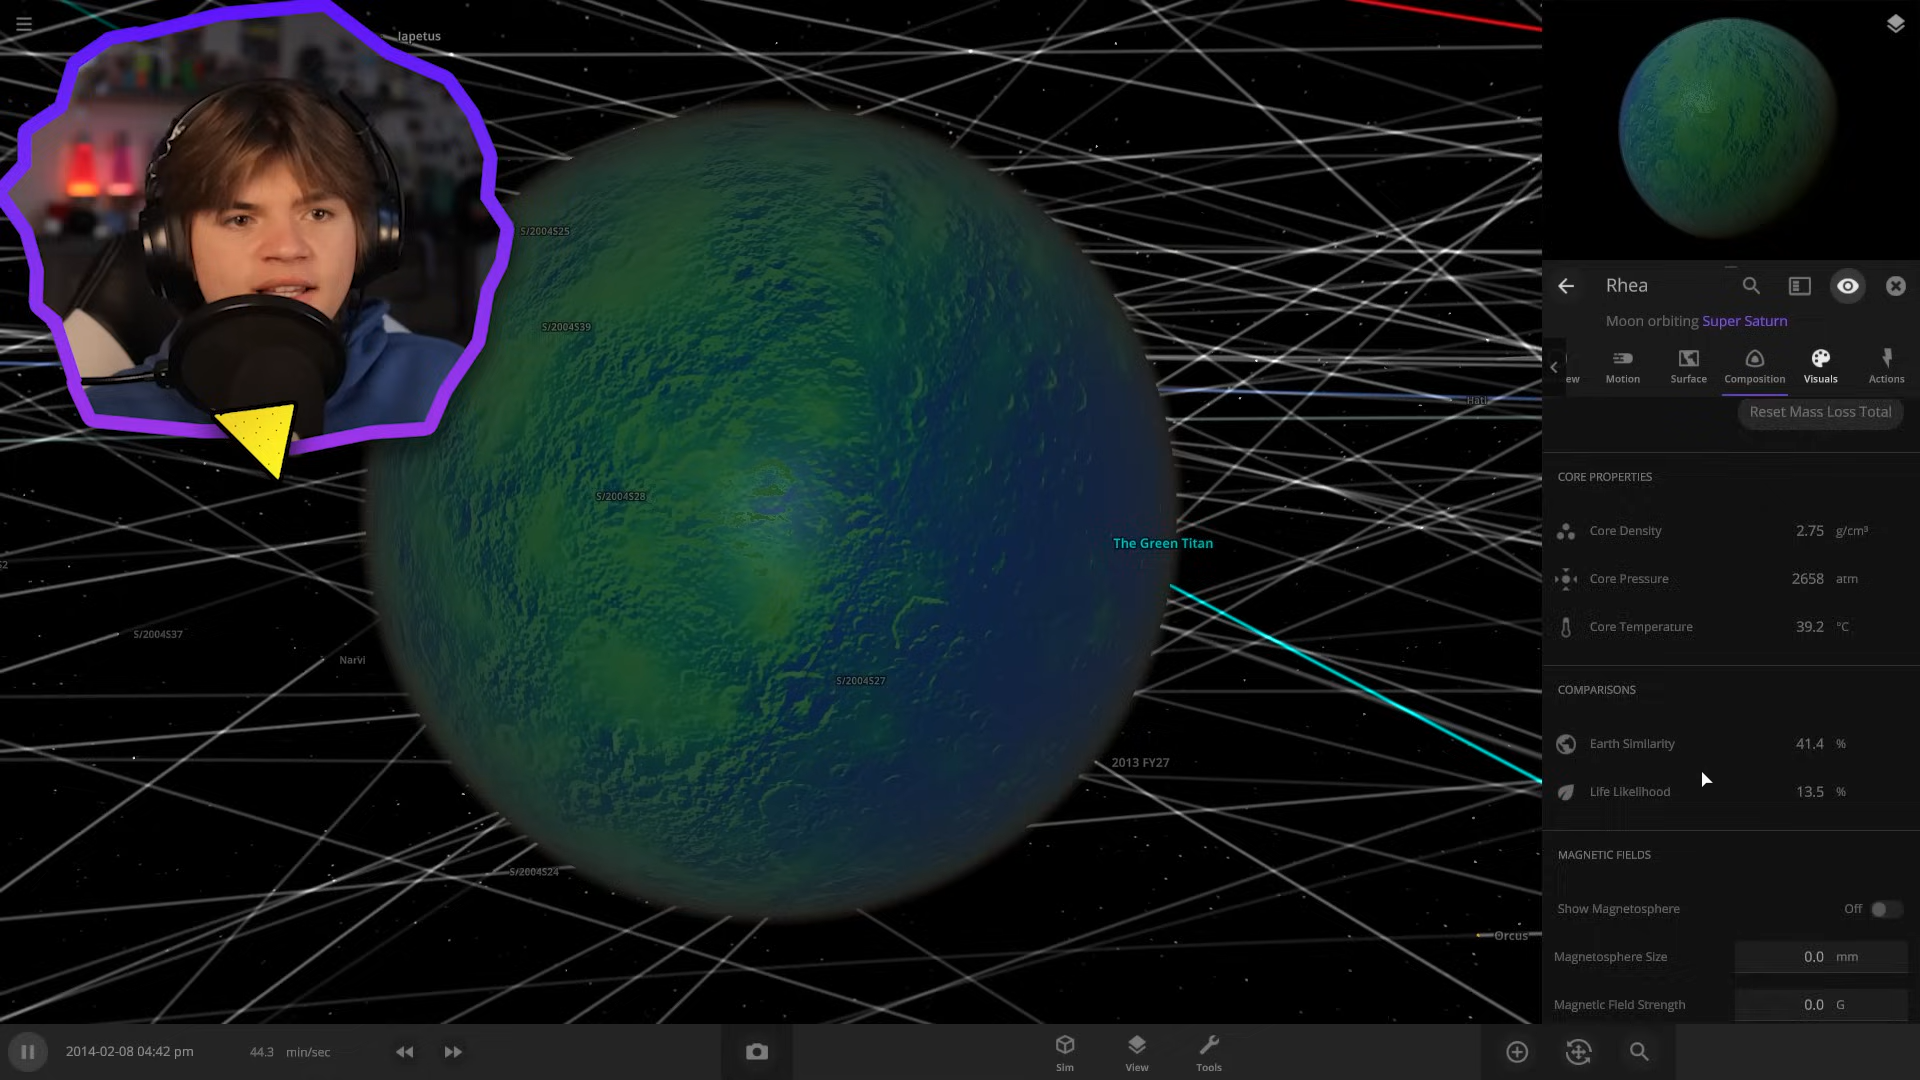 Iapetus
S/2004S25
S/2004S39
S/2004S28
Hati
The Green Titan
S/2004S37
Narvi
S/2004S27
2013 FY27
S/2004S24
Orcus
Rhea
Moon orbiting Super Saturn
ew
Motion
Surface
Composition
Visuals
Actions
Reset Mass Loss Total
CORE PROPERTIES
Core Density 2.75 g/cm³
Core Pressure 2658 atm
Core Temperature 39.2 °C
COMPARISONS
Earth Similarity 41.4 %
Life Likelihood 13.5 %
MAGNETIC FIELDS
Show Magnetosphere Off
Magnetosphere Size 0.0 mm
Magnetic Field Strength 0.0 G
2014-02-08 04:42 pm 44.3 min/sec
Sim
View
Tools